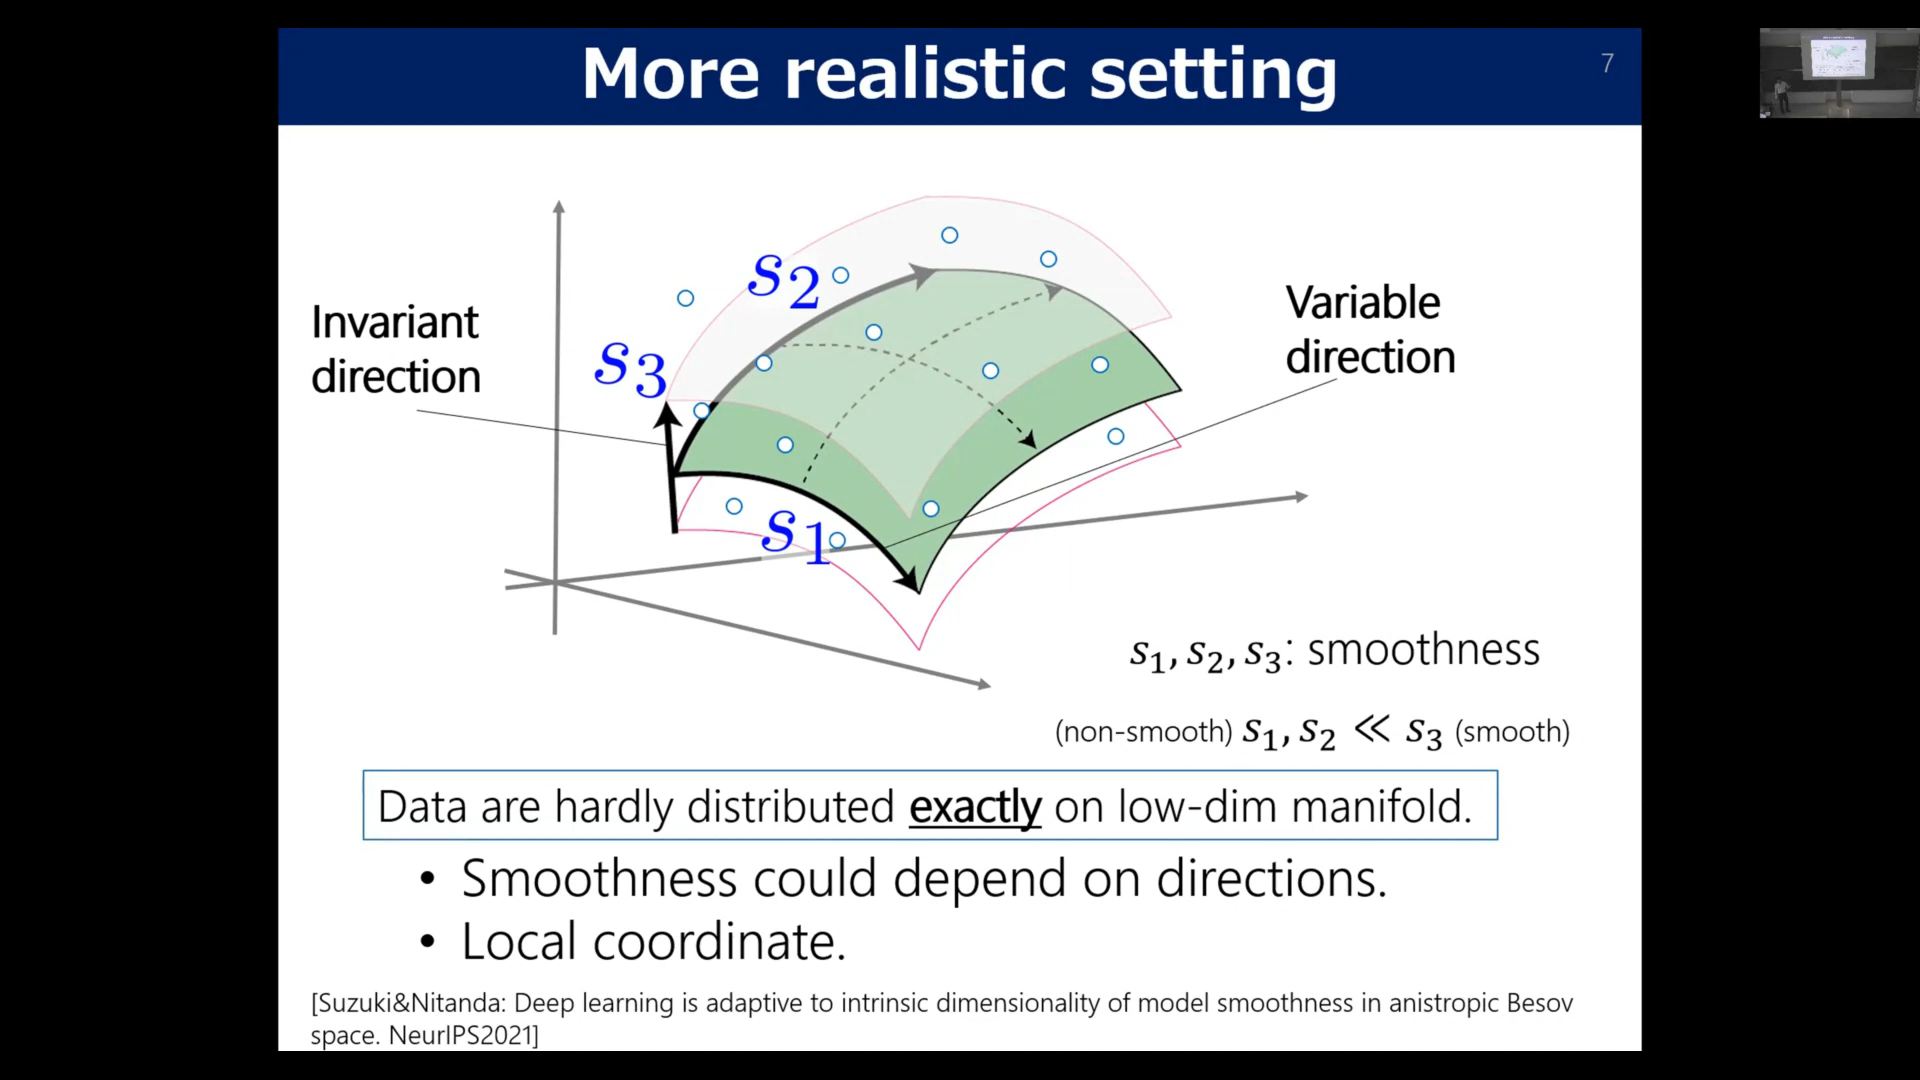 More realistic setting
7
Invariant
direction
s3
s2
s1
Variable
direction
s1, s2, s3: smoothness
(non-smooth) s1, s2 ≪ s3 (smooth)
Data are hardly distributed exactly on low-dim manifold.
• Smoothness could depend on directions.
• Local coordinate.
[Suzuki&Nitanda: Deep learning is adaptive to intrinsic dimensionality of model smoothness in anistropic Besov
space. NeurIPS2021]